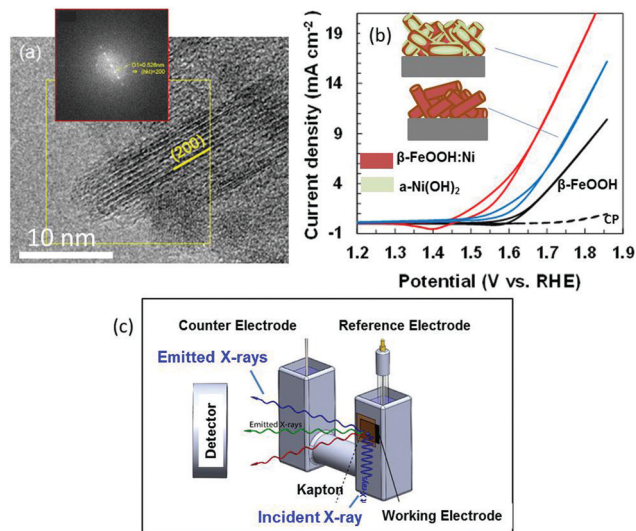 (a)
D1=0.526nm
(hkl)=200
(200)
10 nm
(b)
Current density (mA cm⁻²)
24
19
14
9
4
-1
β-FeOOH:Ni
a-Ni(OH)₂
β-FeOOH
CP
1.2 1.3 1.4 1.5 1.6 1.7 1.8 1.9
Potential (V vs. RHE)
(c)
Counter Electrode
Reference Electrode
Emitted X-rays
Emitted X-rays
Detector
Kapton
Incident X-ray
Working Electrode